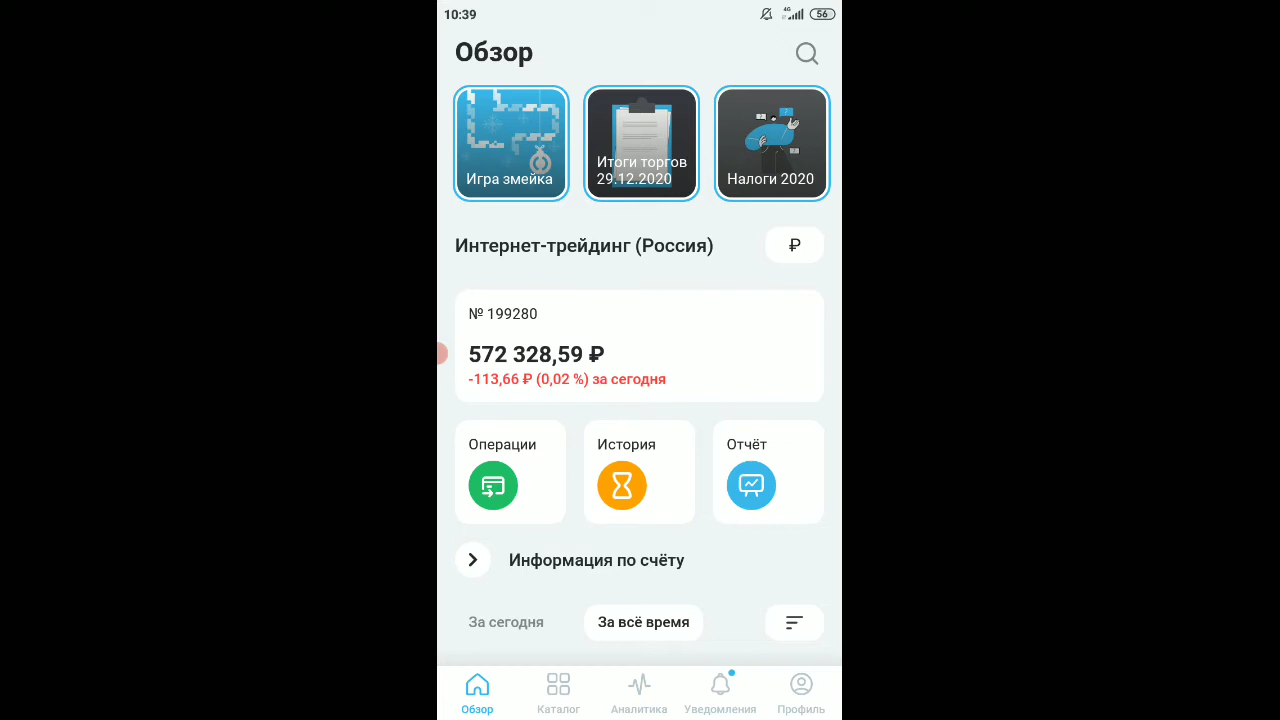 10:39
4G
56
Обзор
Игра змейка
Итоги торгов
29.12.2020
Налоги 2020
Интернет-трейдинг (Россия)
₽
№ 199280
572 328,59 ₽
-113,66 ₽ (0,02 %) за сегодня
Операции
История
Отчёт
Информация по счёту
За сегодня
За всё время
Обзор
Каталог
Аналитика
Уведомления
Профиль